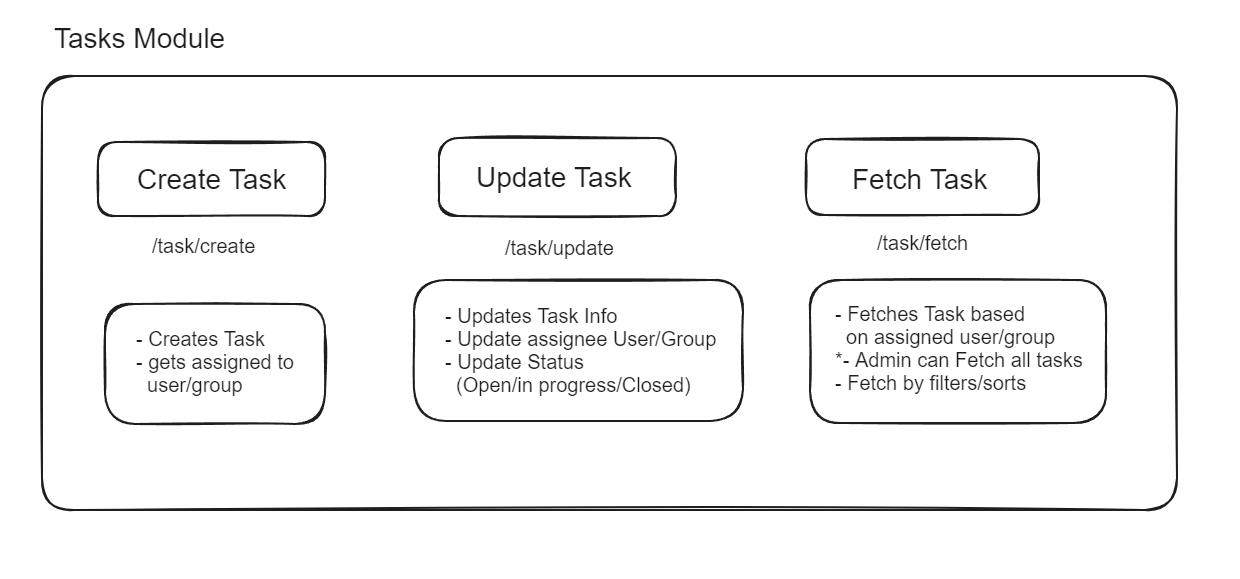 Tasks Module
Create Task
/task/create
- Creates Task
- gets assigned to
user/group
Update Task
/task/update
- Updates Task Info
- Update assignee User/Group
- Update Status
(Open/in progress/Closed)
Fetch Task
/task/fetch
- Fetches Task based
on assigned user/group
*- Admin can Fetch all tasks
- Fetch by filters/sorts